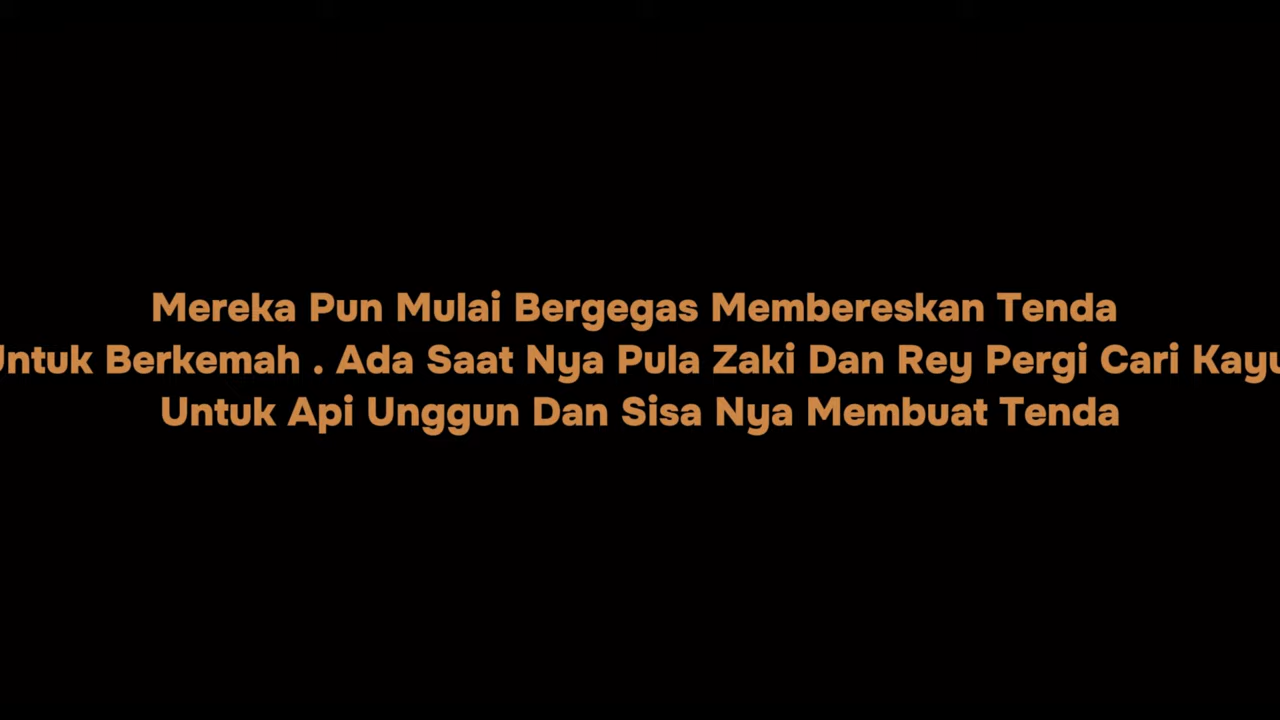 Mereka Pun Mulai Bergegas Membereskan Tenda
Untuk Berkemah . Ada Saat Nya Pula Zaki Dan Rey Pergi Cari Kayu
Untuk Api Unggun Dan Sisa Nya Membuat Tenda